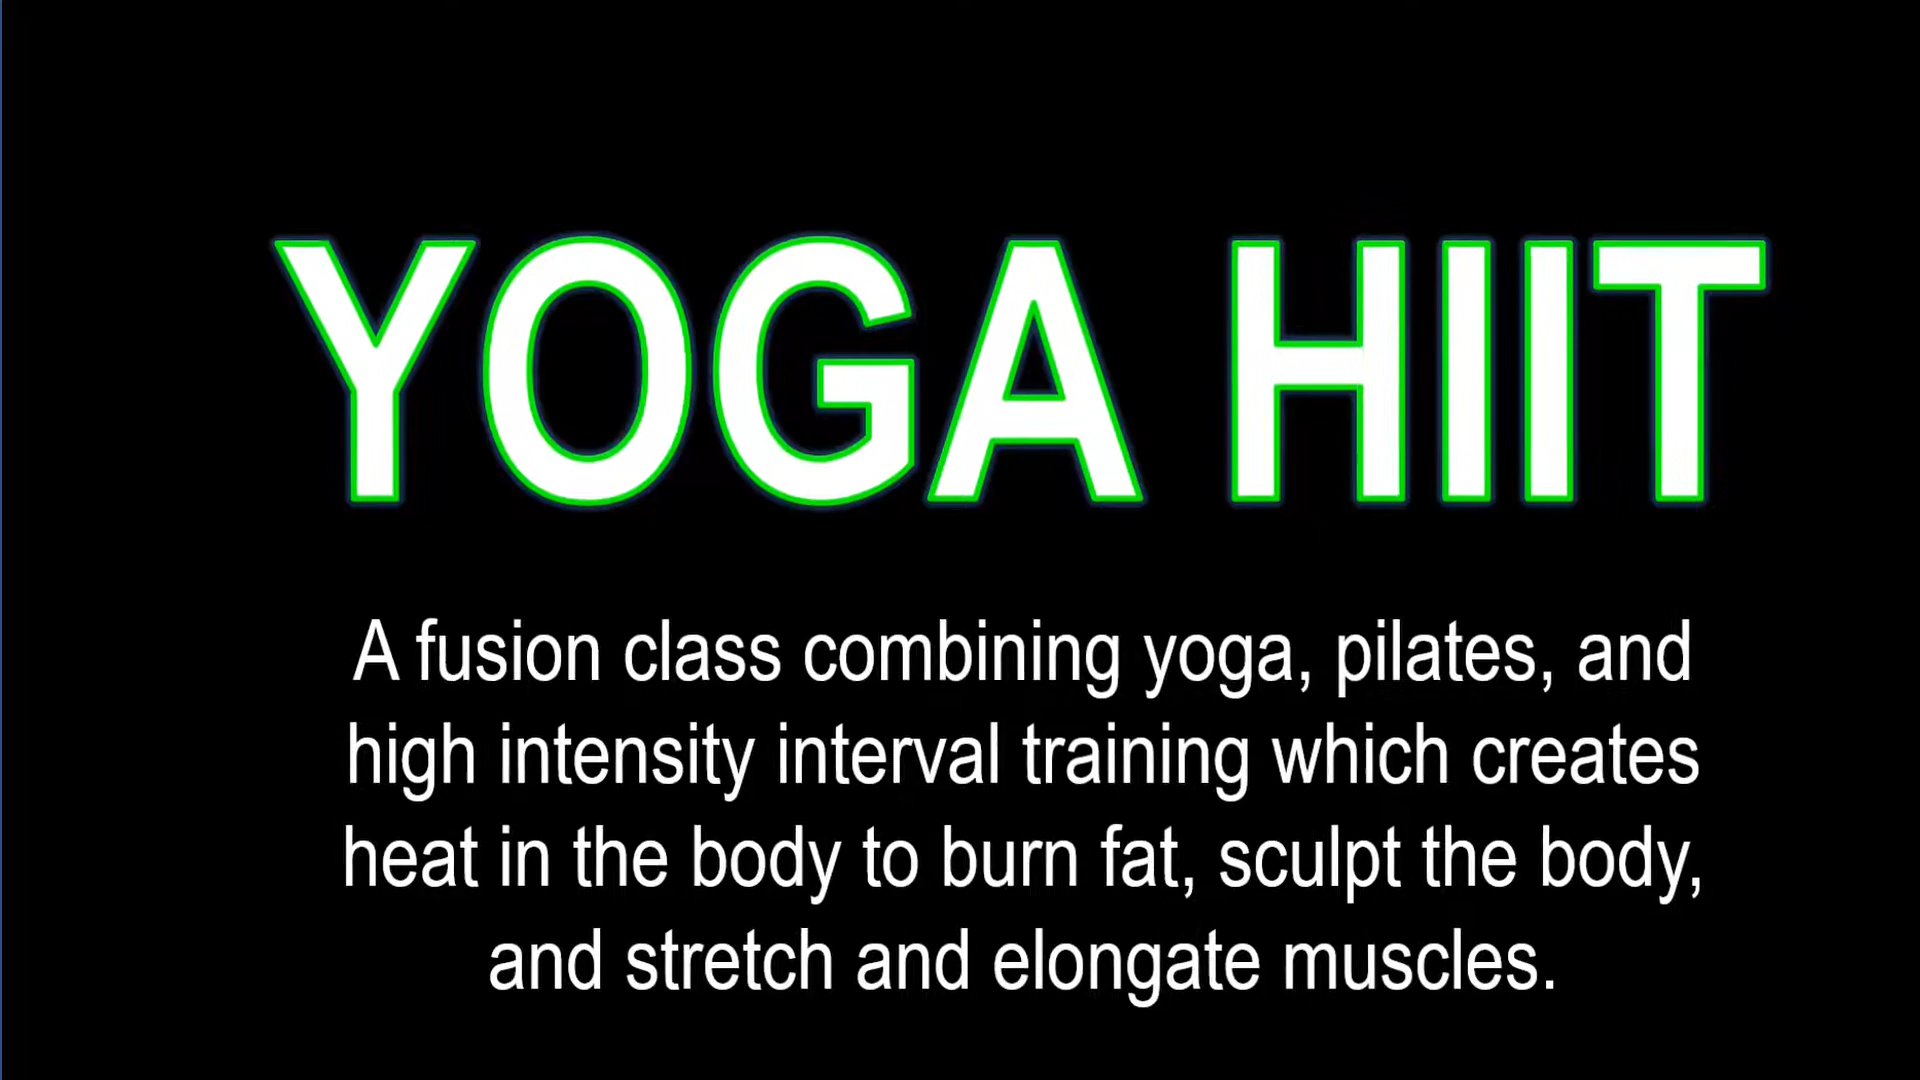 YOGA HIIT
A fusion class combining yoga, pilates, and
high intensity interval training which creates
heat in the body to burn fat, sculpt the body,
and stretch and elongate muscles.